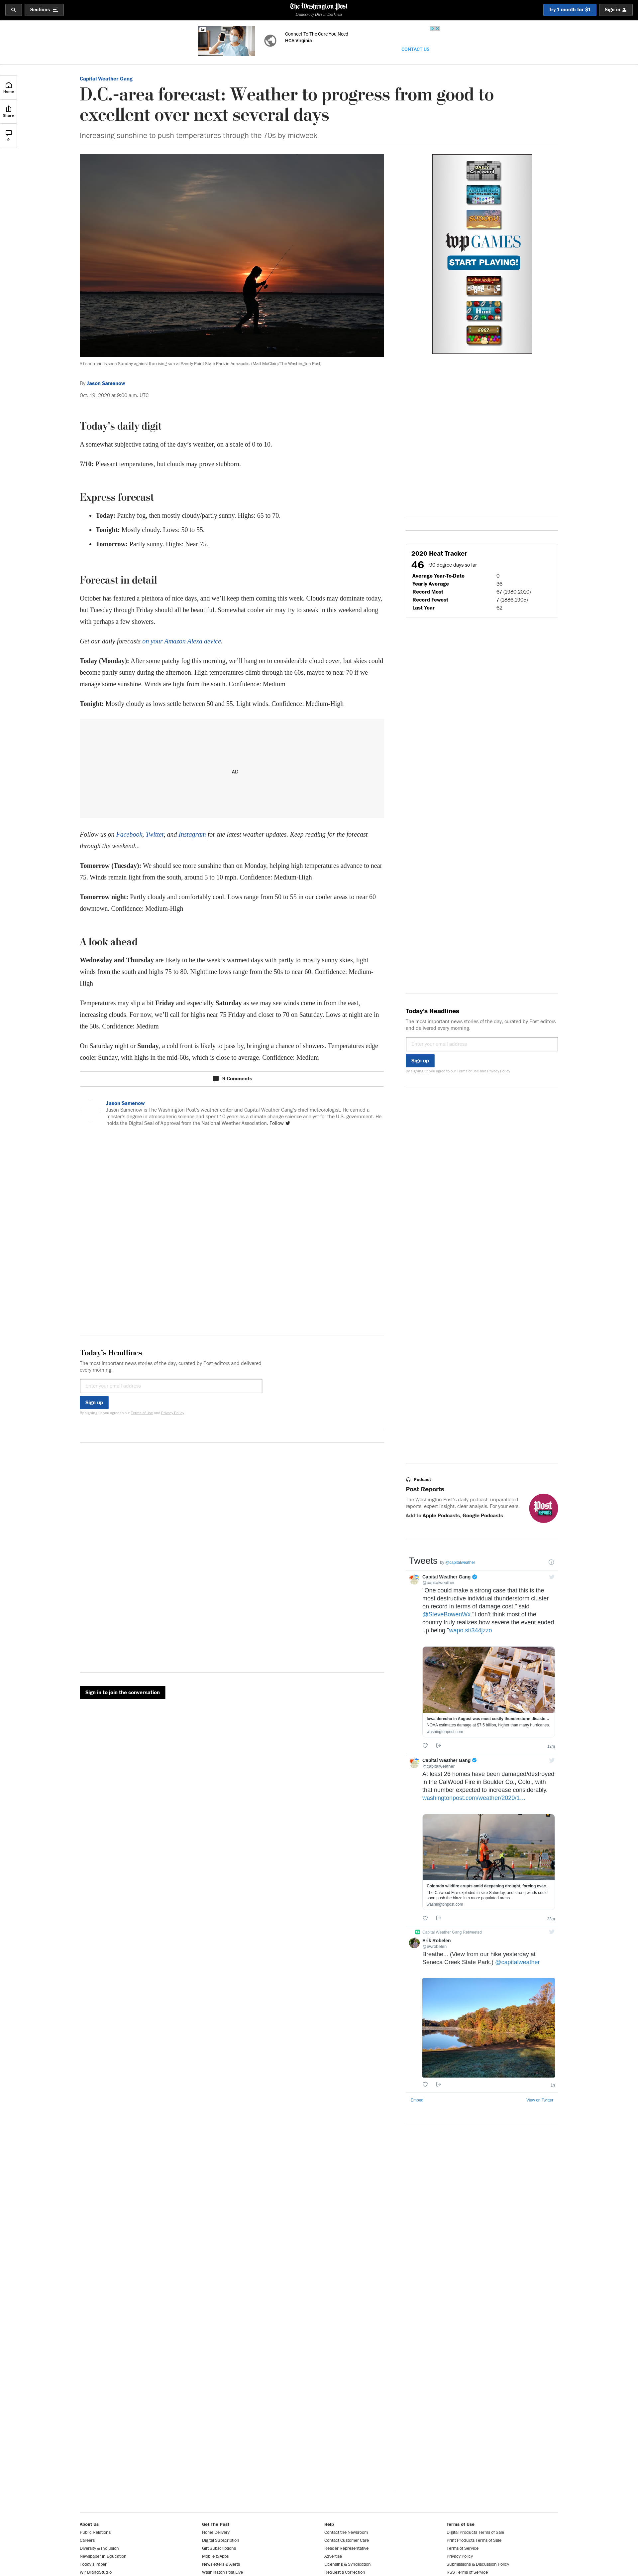 Sections
The Washington Post
Democracy Dies in Darkness
Try 1 month for $1
Sign in
Ad
Connect To The Care You Need
HCA Virginia
CONTACT US
Home
Share
9
Capital Weather Gang
D.C.-area forecast: Weather to progress from good to
excellent over next several days
Increasing sunshine to push temperatures through the 70s by midweek
A fisherman is seen Sunday against the rising sun at Sandy Point State Park in Annapolis. (Matt McClain/The Washington Post)
By Jason Samenow
Oct. 19, 2020 at 9:00 a.m. UTC
Today's daily digit
A somewhat subjective rating of the day's weather, on a scale of 0 to 10.
7/10: Pleasant temperatures, but clouds may prove stubborn.
Express forecast
• Today: Patchy fog, then mostly cloudy/partly sunny. Highs: 65 to 70.
• Tonight: Mostly cloudy. Lows: 50 to 55.
• Tomorrow: Partly sunny. Highs: Near 75.
Forecast in detail
October has featured a plethora of nice days, and we'll keep them coming this week. Clouds may dominate today,
but Tuesday through Friday should all be beautiful. Somewhat cooler air may try to sneak in this weekend along
with perhaps a few showers.
Get our daily forecasts on your Amazon Alexa device.
Today (Monday): After some patchy fog this morning, we'll hang on to considerable cloud cover, but skies could
become partly sunny during the afternoon. High temperatures climb through the 60s, maybe to near 70 if we
manage some sunshine. Winds are light from the south. Confidence: Medium
Tonight: Mostly cloudy as lows settle between 50 and 55. Light winds. Confidence: Medium-High
AD
Follow us on Facebook, Twitter, and Instagram for the latest weather updates. Keep reading for the forecast
through the weekend...
Tomorrow (Tuesday): We should see more sunshine than on Monday, helping high temperatures advance to near
75. Winds remain light from the south, around 5 to 10 mph. Confidence: Medium-High
Tomorrow night: Partly cloudy and comfortably cool. Lows range from 50 to 55 in our cooler areas to near 60
downtown. Confidence: Medium-High
A look ahead
Wednesday and Thursday are likely to be the week's warmest days with partly to mostly sunny skies, light
winds from the south and highs 75 to 80. Nighttime lows range from the 50s to near 60. Confidence: Medium-
High
Temperatures may slip a bit Friday and especially Saturday as we may see winds come in from the east,
increasing clouds. For now, we'll call for highs near 75 Friday and closer to 70 on Saturday. Lows at night are in
the 50s. Confidence: Medium
On Saturday night or Sunday, a cold front is likely to pass by, bringing a chance of showers. Temperatures edge
cooler Sunday, with highs in the mid-60s, which is close to average. Confidence: Medium
9 Comments
Jason Samenow
Jason Samenow is The Washington Post's weather editor and Capital Weather Gang's chief meteorologist. He earned a
master's degree in atmospheric science and spent 10 years as a climate change science analyst for the U.S. government. He
holds the Digital Seal of Approval from the National Weather Association. Follow
Today's Headlines
The most important news stories of the day, curated by Post editors and delivered
every morning.
Enter your email address
Sign up
By signing up you agree to our Terms of Use and Privacy Policy
Sign in to join the conversation
DAILY
wp GAMES
START PLAYING!
2020 Heat Tracker
46 90-degree days so far
Average Year-To-Date 0
Yearly Average 36
Record Most 67 (1980,2010)
Record Fewest 7 (1886,1905)
Last Year 62
Today's Headlines
The most important news stories of the day, curated by Post editors
and delivered every morning.
Enter your email address
Sign up
By signing up you agree to our Terms of Use and Privacy Policy
Podcast
Post Reports
The Washington Post's daily podcast: unparalleled
reports, expert insight, clear analysis. For your ears.
Add to Apple Podcasts, Google Podcasts
Post
REPORTS
Tweets by @capitalweather
Capital Weather Gang
@capitalweather
"One could make a strong case that this is the
most destructive individual thunderstorm cluster
on record in terms of damage cost," said
@SteveBowenWx."I don't think most of the
country truly realizes how severe the event ended
up being."wapo.st/344jzzo
Iowa derecho in August was most costly thunderstorm disaste...
NOAA estimates damage at $7.5 billion, higher than many hurricanes.
washingtonpost.com
Capital Weather Gang
@capitalweather
At least 26 homes have been damaged/destroyed
in the CalWood Fire in Boulder Co., Colo., with
that number expected to increase considerably.
washingtonpost.com/weather/2020/1…
Colorado wildfire erupts amid deepening drought, forcing evac...
The Calwood Fire exploded in size Saturday, and strong winds could
soon push the blaze into more populated areas.
washingtonpost.com
Capital Weather Gang Retweeted
Erik Robelen
Breathe... (View from our hike yesterday at
Seneca Creek State Park.) @capitalweather
Embed
View on Twitter
About Us
Public Relations
Careers
Diversity & Inclusion
Newspaper in Education
Today's Paper
WP BrandStudio
Get The Post
Home Delivery
Digital Subscription
Gift Subscriptions
Mobile & Apps
Newsletters & Alerts
Washington Post Live
Help
Contact the Newsroom
Contact Customer Care
Reader Representative
Advertise
Licensing & Syndication
Request a Correction
Terms of Use
Digital Products Terms of Sale
Print Products Terms of Sale
Terms of Service
Privacy Policy
Submissions & Discussion Policy
RSS Terms of Service